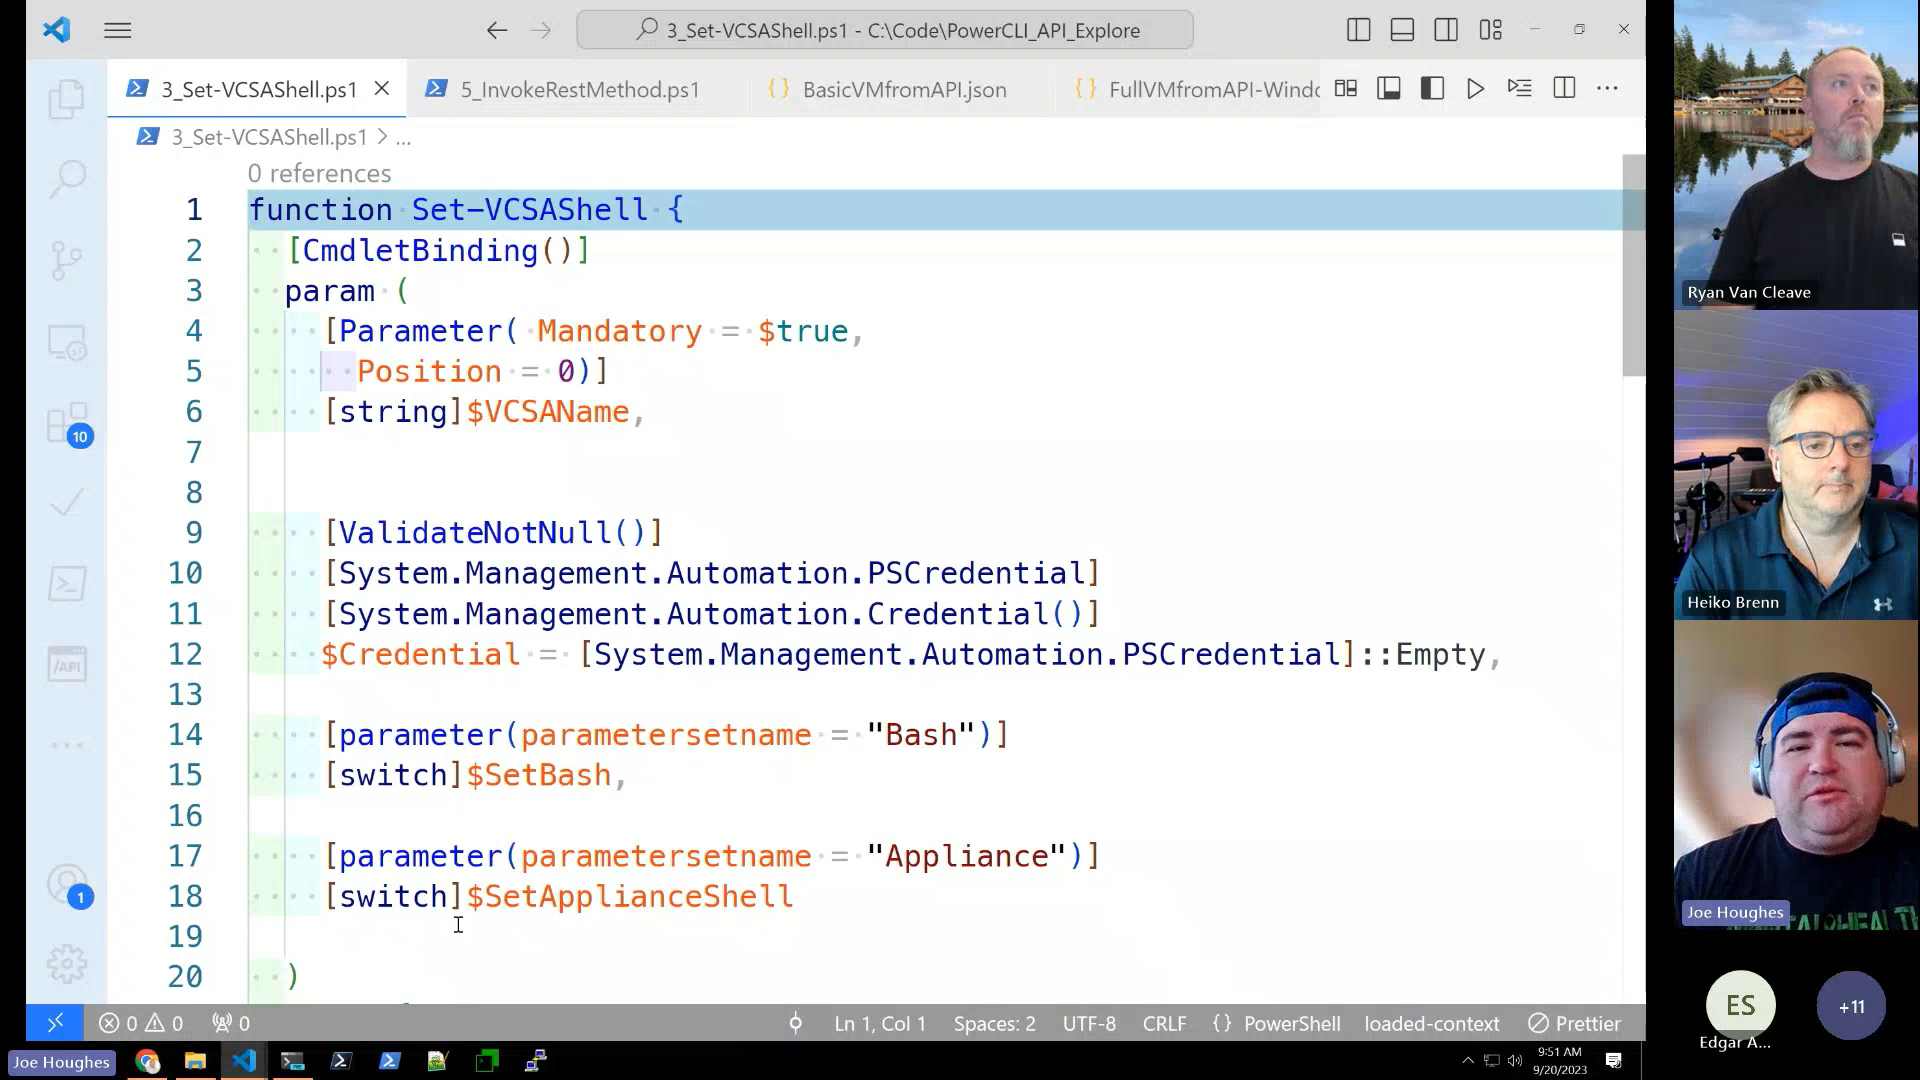 3_Set-VCSAShell.ps1 - C:\Code\PowerCLI_API_Explore
3_Set-VCSAShell.ps1
5_InvokeRestMethod.ps1
BasicVMfromAPI.json
FullVMfromAPI-Windo
3_Set-VCSAShell.ps1 > ...
0 references
1 function Set-VCSAShell {
2 [CmdletBinding()]
3 param (
4 [Parameter( Mandatory = $true,
5 Position = 0)]
6 [string]$VCSAName,
7
8
9 [ValidateNotNull()]
10 [System.Management.Automation.PSCredential]
11 [System.Management.Automation.Credential()]
12 $Credential = [System.Management.Automation.PSCredential]::Empty,
13
14 [parameter(parametersetname = "Bash")]
15 [switch]$SetBash,
16
17 [parameter(parametersetname = "Appliance")]
18 [switch]$SetApplianceShell
19
20 )
10
/API
1
0 0 0
Ln 1, Col 1
Spaces: 2
UTF-8
CRLF
{} PowerShell
loaded-context
Prettier
Joe Houghes
9:51 AM
9/20/2023
Ryan Van Cleave
Heiko Brenn
Joe Houghes
ES
Edgar A...
+11